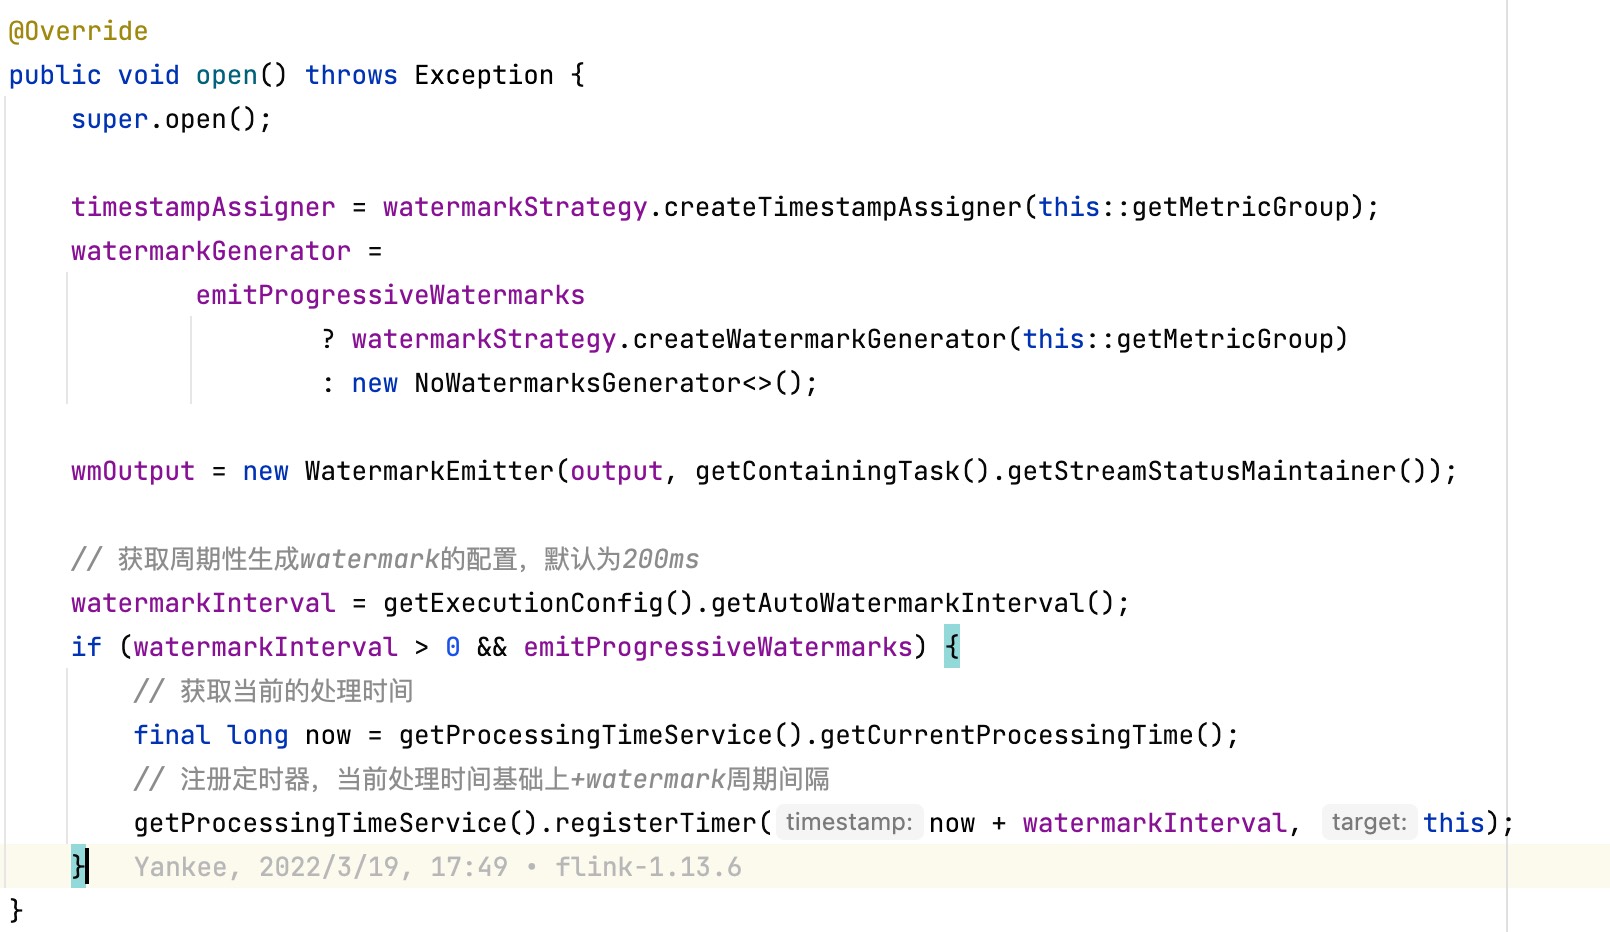 @Override
public void open() throws Exception {
    super.open();

    timestampAssigner = watermarkStrategy.createTimestampAssigner(this::getMetricGroup);
    watermarkGenerator =
            emitProgressiveWatermarks
                    ? watermarkStrategy.createWatermarkGenerator(this::getMetricGroup)
                    : new NoWatermarksGenerator<>();

    wmOutput = new WatermarkEmitter(output, getContainingTask().getStreamStatusMaintainer());

    // 获取周期性生成watermark的配置，默认为200ms
    watermarkInterval = getExecutionConfig().getAutoWatermarkInterval();
    if (watermarkInterval > 0 && emitProgressiveWatermarks) {
        // 获取当前的处理时间
        final long now = getProcessingTimeService().getCurrentProcessingTime();
        // 注册定时器，当前处理时间基础上+watermark周期间隔
        getProcessingTimeService().registerTimer( timestamp: now + watermarkInterval, target: this);
    }   Yankee, 2022/3/19, 17:49 • flink-1.13.6
}